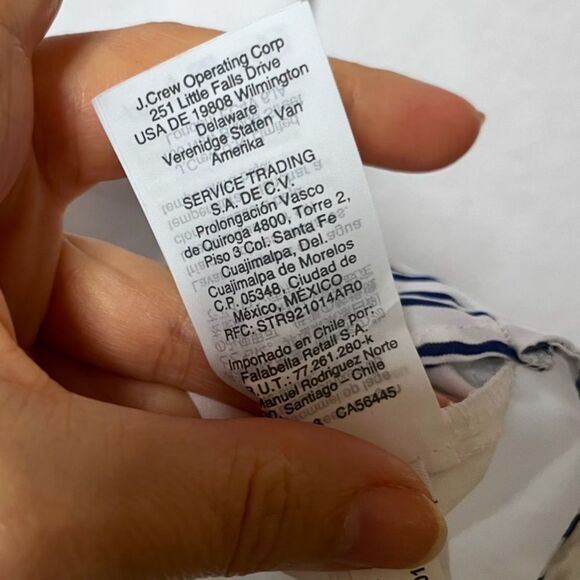 J.Crew Operating Corp
251 Little Falls Drive
USA DE 19808 Wilmington
Delaware
Verenidge Staten Van
Amerika
SERVICE TRADING
S.A. DE C.V.
Prolongación Vasco
de Quiroga 4800, Torre 2,
Piso 3 Col. Santa Fé
Cuajimalpa, Del.
Cuajimalpa de Morelos
C.P. 05348, Ciudad de
México, MÉXICO
RFC: STR921014AR0
Importado en Chile por:
Falabella Retail S.A.
U.T.: 77.261.280-k
Manuel Rodriguez Norte
Santiago - Chile
CA56445